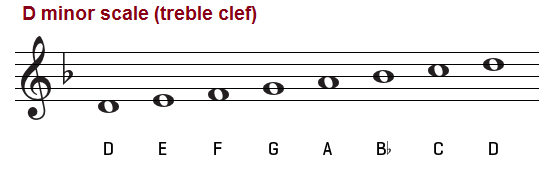 D minor scale (treble clef)
D E F G A B♭ C D